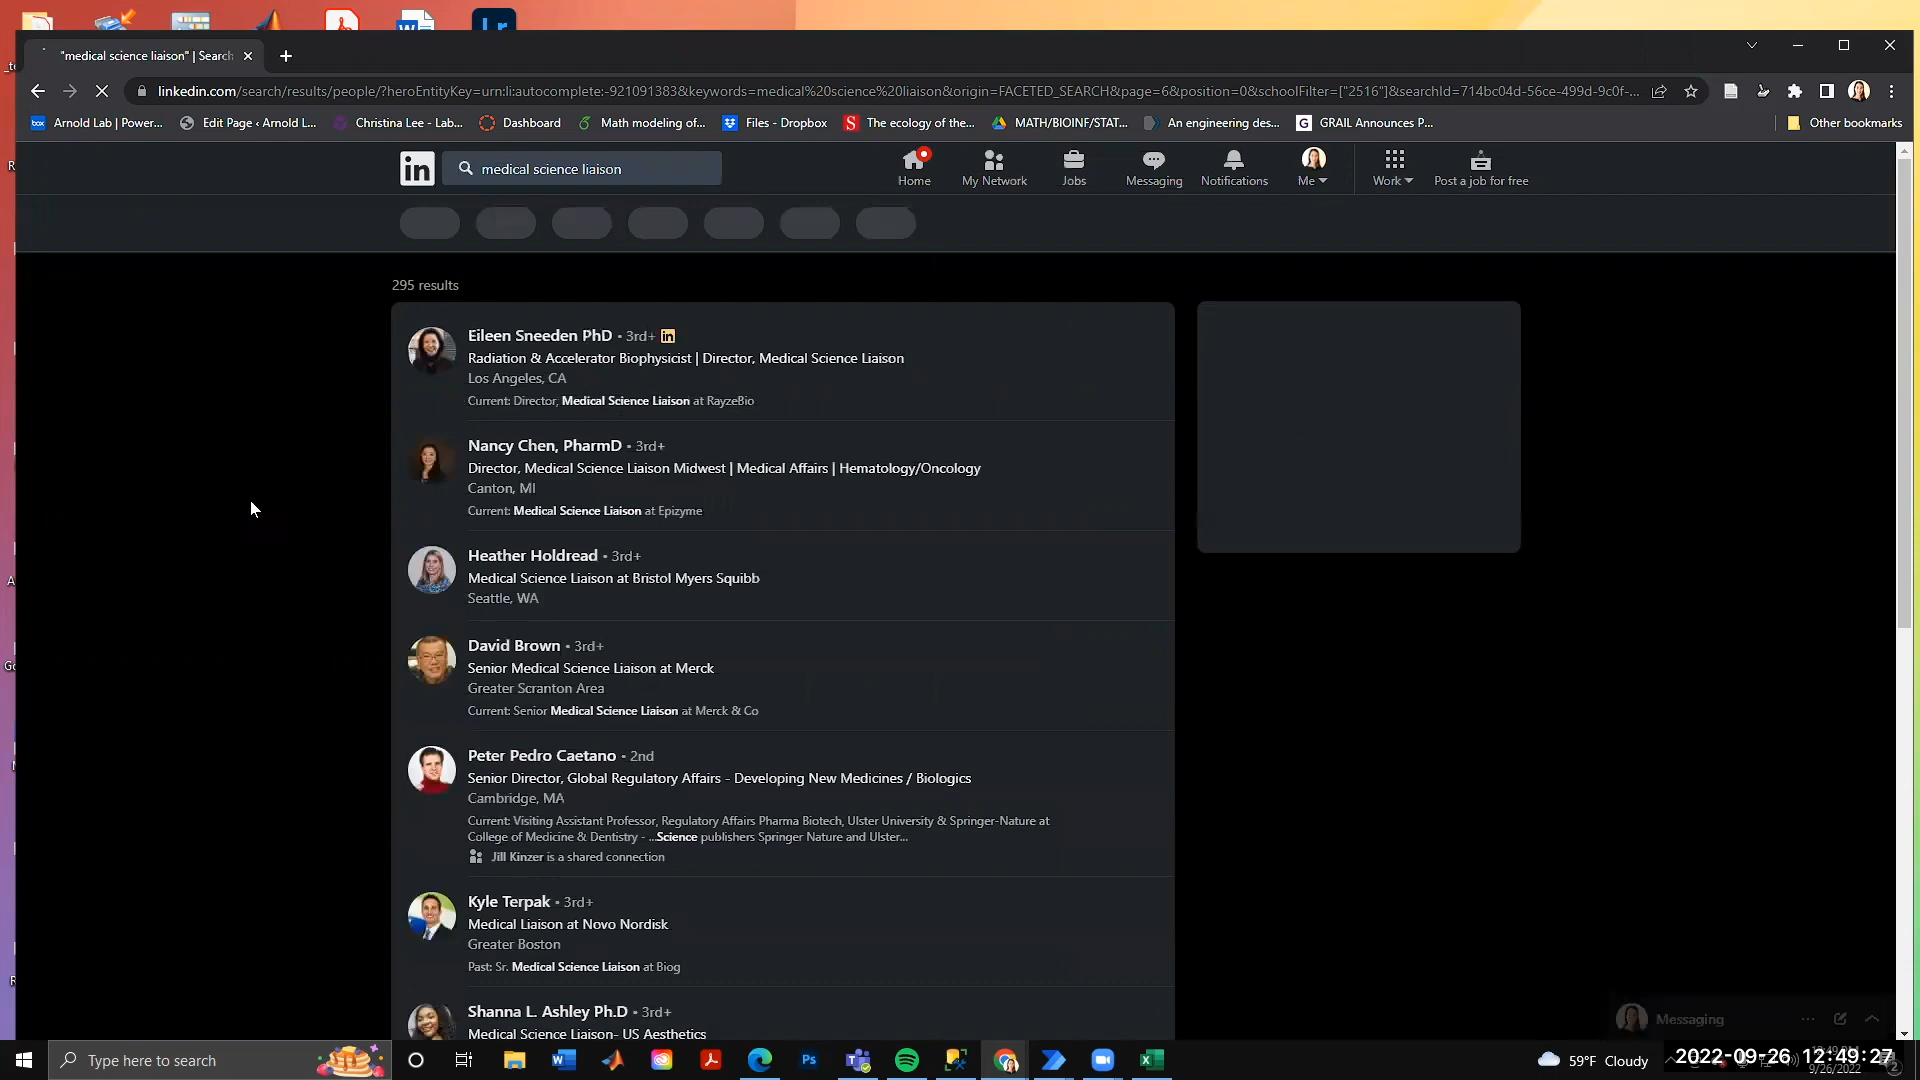 "medical science liaison" | Search
linkedin.com/search/results/people/?heroEntityKey=urn:li:autocomplete:-921091383&keywords=medical%20science%20liaison&origin=FACETED_SEARCH&page=6&position=0&schoolFilter=["2516"]&searchId=714bc04d-56ce-499d-9c0f-...
Arnold Lab | Power...
Edit Page ‹ Arnold L...
Christina Lee - Lab...
Dashboard
Math modeling of...
Files - Dropbox
The ecology of the...
MATH/BIOINF/STAT...
An engineering des...
GRAIL Announces P...
Other bookmarks
in
medical science liaison
Home
My Network
Jobs
Messaging
Notifications
Me
Work
Post a job for free
295 results
Eileen Sneeden PhD • 3rd+ in
Radiation & Accelerator Biophysicist | Director, Medical Science Liaison
Los Angeles, CA
Current: Director, Medical Science Liaison at RayzeBio
Nancy Chen, PharmD • 3rd+
Director, Medical Science Liaison Midwest | Medical Affairs | Hematology/Oncology
Canton, MI
Current: Medical Science Liaison at Epizyme
Heather Holdread • 3rd+
Medical Science Liaison at Bristol Myers Squibb
Seattle, WA
David Brown • 3rd+
Senior Medical Science Liaison at Merck
Greater Scranton Area
Current: Senior Medical Science Liaison at Merck & Co
Peter Pedro Caetano • 2nd
Senior Director, Global Regulatory Affairs - Developing New Medicines / Biologics
Cambridge, MA
Current: Visiting Assistant Professor, Regulatory Affairs Pharma Biotech, Ulster University & Springer-Nature at
College of Medicine & Dentistry - ...Science publishers Springer Nature and Ulster...
Jill Kinzer is a shared connection
Kyle Terpak • 3rd+
Medical Liaison at Novo Nordisk
Greater Boston
Past: Sr. Medical Science Liaison at Biog
Shanna L. Ashley Ph.D • 3rd+
Medical Science Liaison- US Aesthetics
Messaging
Type here to search
59°F Cloudy
2022-09-26 12:49:27
9/26/2022